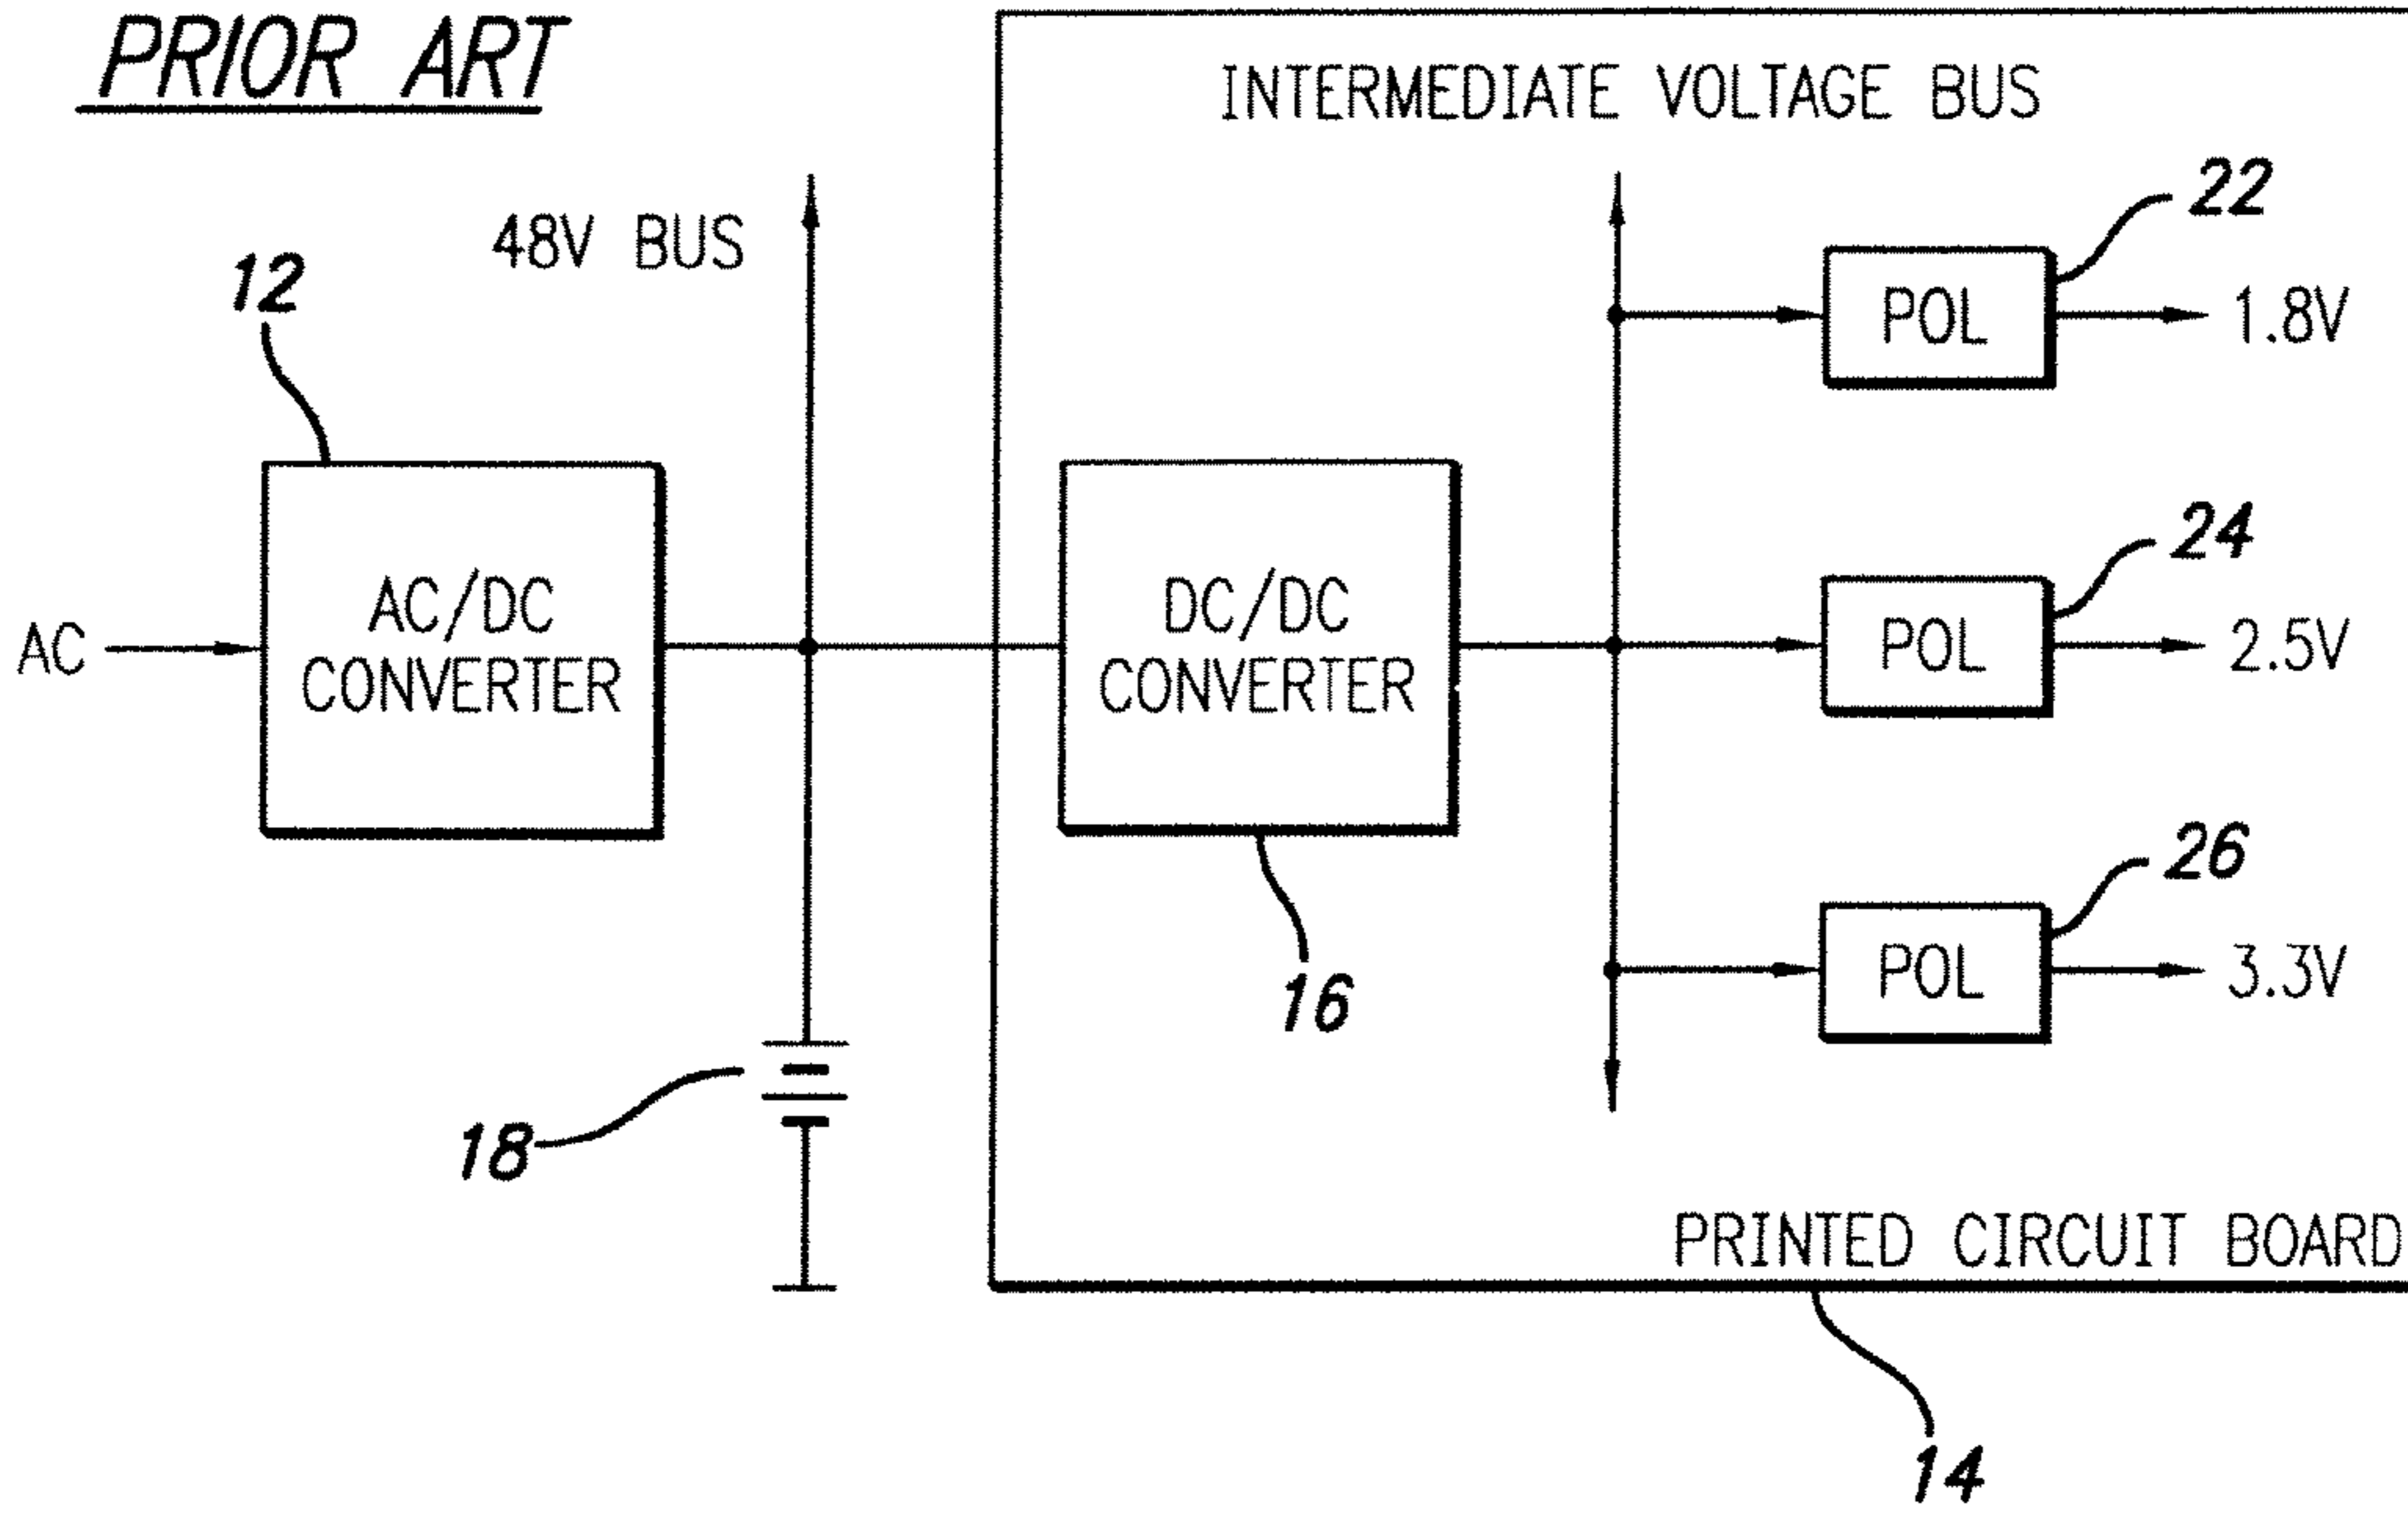 PRIOR ART
INTERMEDIATE VOLTAGE BUS
22
48V BUS
12
POL
1.8V
24
AC
AC/DC
CONVERTER
DC/DC
CONVERTER
POL
2.5V
26
16
POL
3.3V
18
PRINTED CIRCUIT BOARD
14